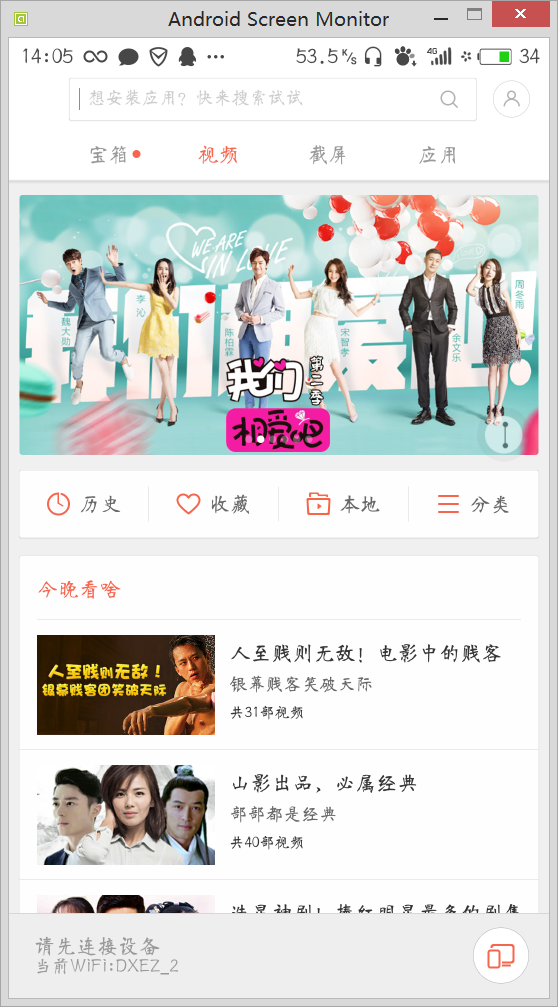 Android Screen Monitor
14:05 53.5 K/s 4G 34
想安装应用？快来搜索试试
宝箱 视频 截屏 应用
WE ARE
IN LOVE
我们相爱吧！
魏大勋
李沁
陈柏霖
宋智孝
余文乐
周冬雨
我们 第二季
相爱吧
历史 收藏 本地 分类
今晚看啥
人至贱则无敌！
银幕贱客团笑破天际
人至贱则无敌！电影中的贱客
银幕贱客笑破天际
共31部视频
山影出品，必属经典
部部都是经典
共40部视频
请先连接设备
当前WiFi:DXEZ_2